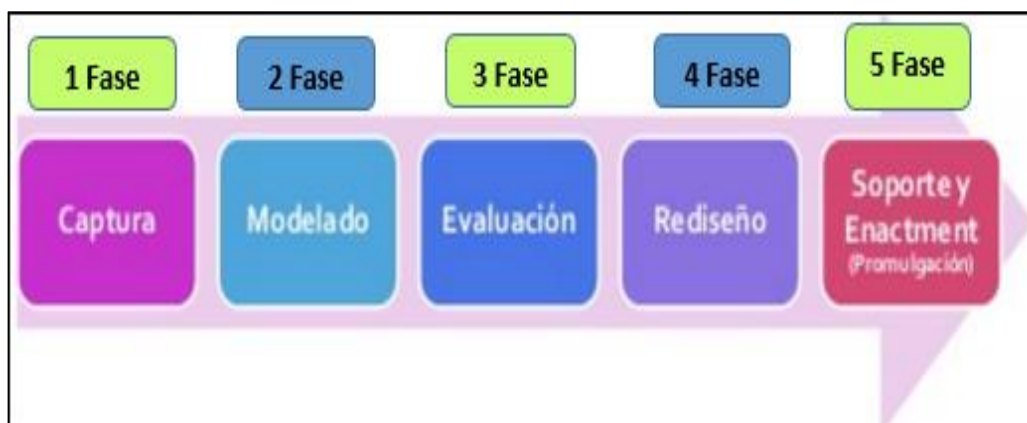 1 Fase
2 Fase
3 Fase
4 Fase
5 Fase
Captura
Modelado
Evaluación
Rediseño
Soporte y
Enactment
(Promulgación)